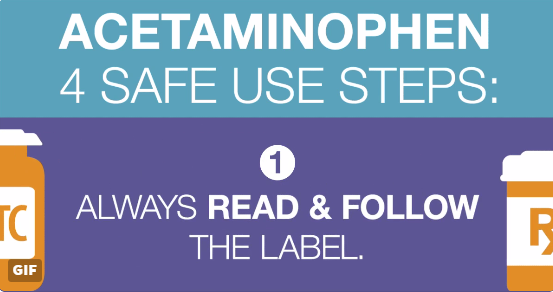 ACETAMINOPHEN
4 SAFE USE STEPS:
1
ALWAYS READ & FOLLOW
THE LABEL.
TC
R
GIF